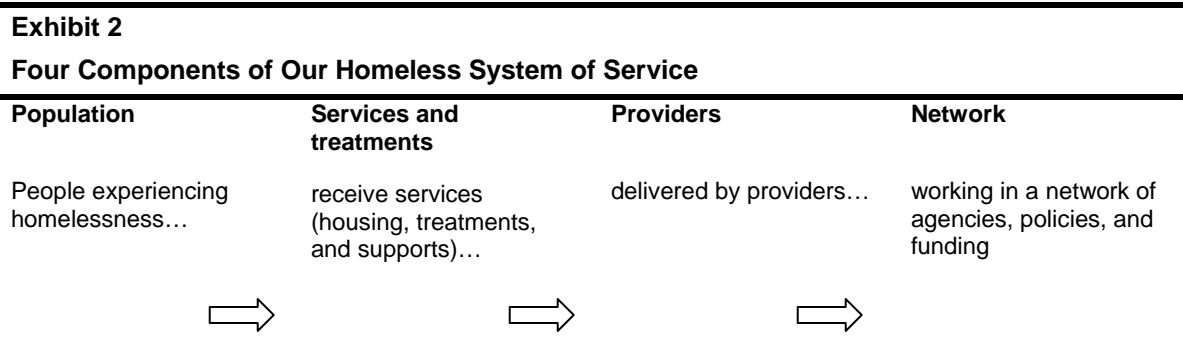 Exhibit 2
Four Components of Our Homeless System of Service
Population
Services and
treatments
Providers
Network
People experiencing
homelessness…
receive services
(housing, treatments,
and supports)…
delivered by providers…
working in a network of
agencies, policies, and
funding